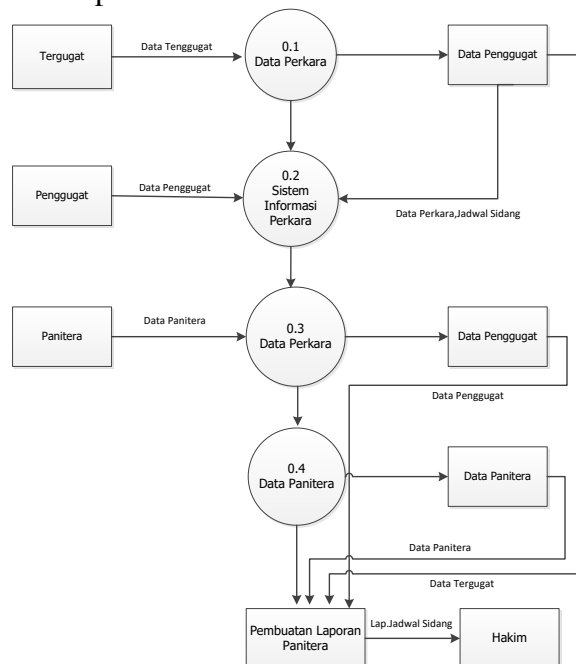 Tergugat
Data Tenggugat
0.1
Data Perkara
Data Penggugat
Penggugat
Data Penggugat
0.2
Sistem
Informasi
Perkara
Data Perkara,Jadwal Sidang
Panitera
Data Panitera
0.3
Data Perkara
Data Penggugat
Data Penggugat
0.4
Data Panitera
Data Panitera
Data Panitera
Data Tergugat
Pembuatan Laporan
Panitera
Lap.Jadwal Sidang
Hakim